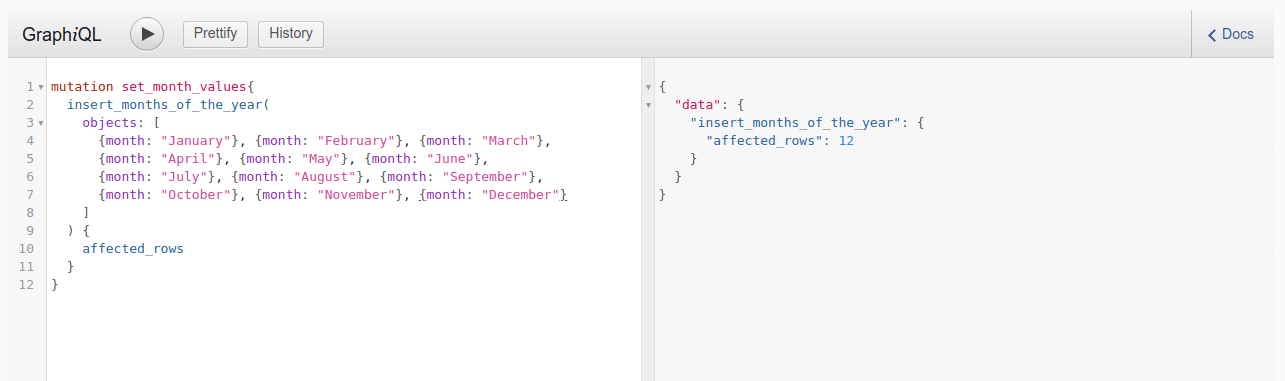 GraphiQL Prettify History Docs
1 mutation set_month_values{
2 insert_months_of_the_year(
3 objects: [
4 {month: "January"}, {month: "February"}, {month: "March"},
5 {month: "April"}, {month: "May"}, {month: "June"},
6 {month: "July"}, {month: "August"}, {month: "September"},
7 {month: "October"}, {month: "November"}, {month: "December"}
8 ]
9 ) {
10 affected_rows
11 }
12 }
{
"data": {
"insert_months_of_the_year": {
"affected_rows": 12
}
}
}